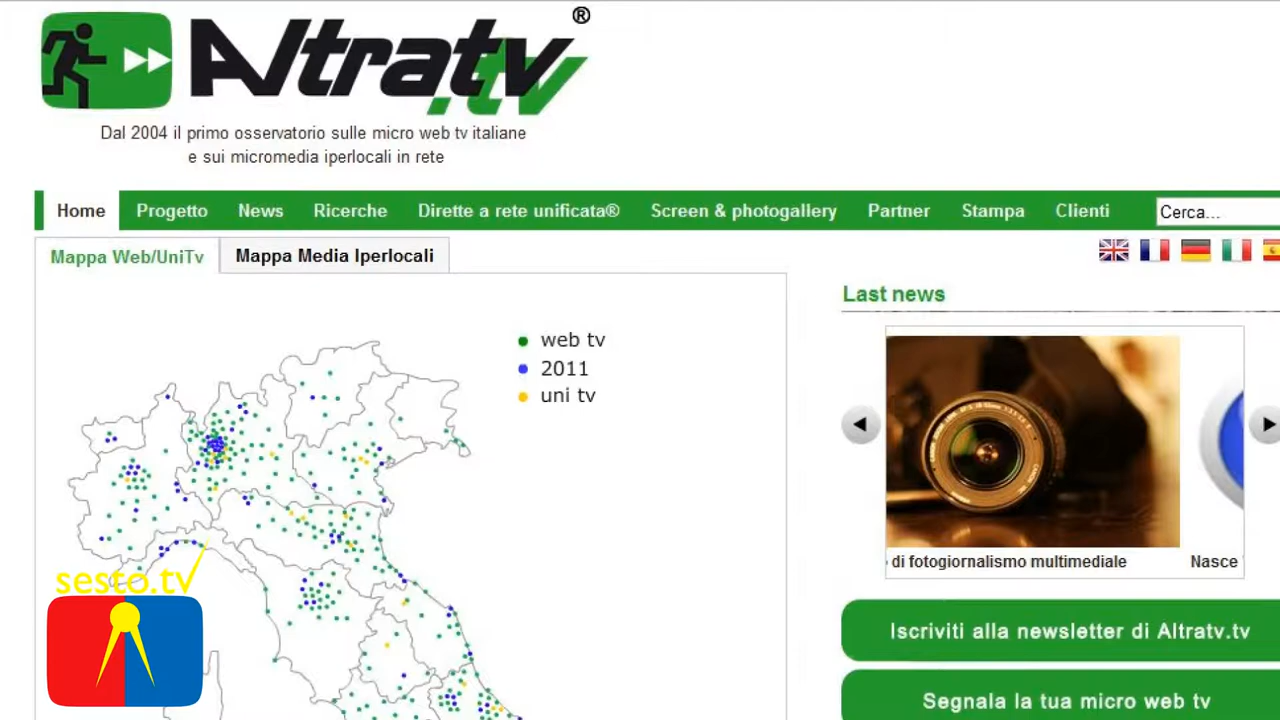 Altratv
.tv
®
Dal 2004 il primo osservatorio sulle micro web tv italiane
e sui micromedia iperlocali in rete
Home Progetto News Ricerche Dirette a rete unificata® Screen & photogallery Partner Stampa Clienti Cerca...
Mappa Web/UniTv Mappa Media Iperlocali
Last news
web tv
2011
uni tv
di fotogiornalismo multimediale Nasce
sesto.tv
Iscriviti alla newsletter di Altratv.tv
Segnala la tua micro web tv